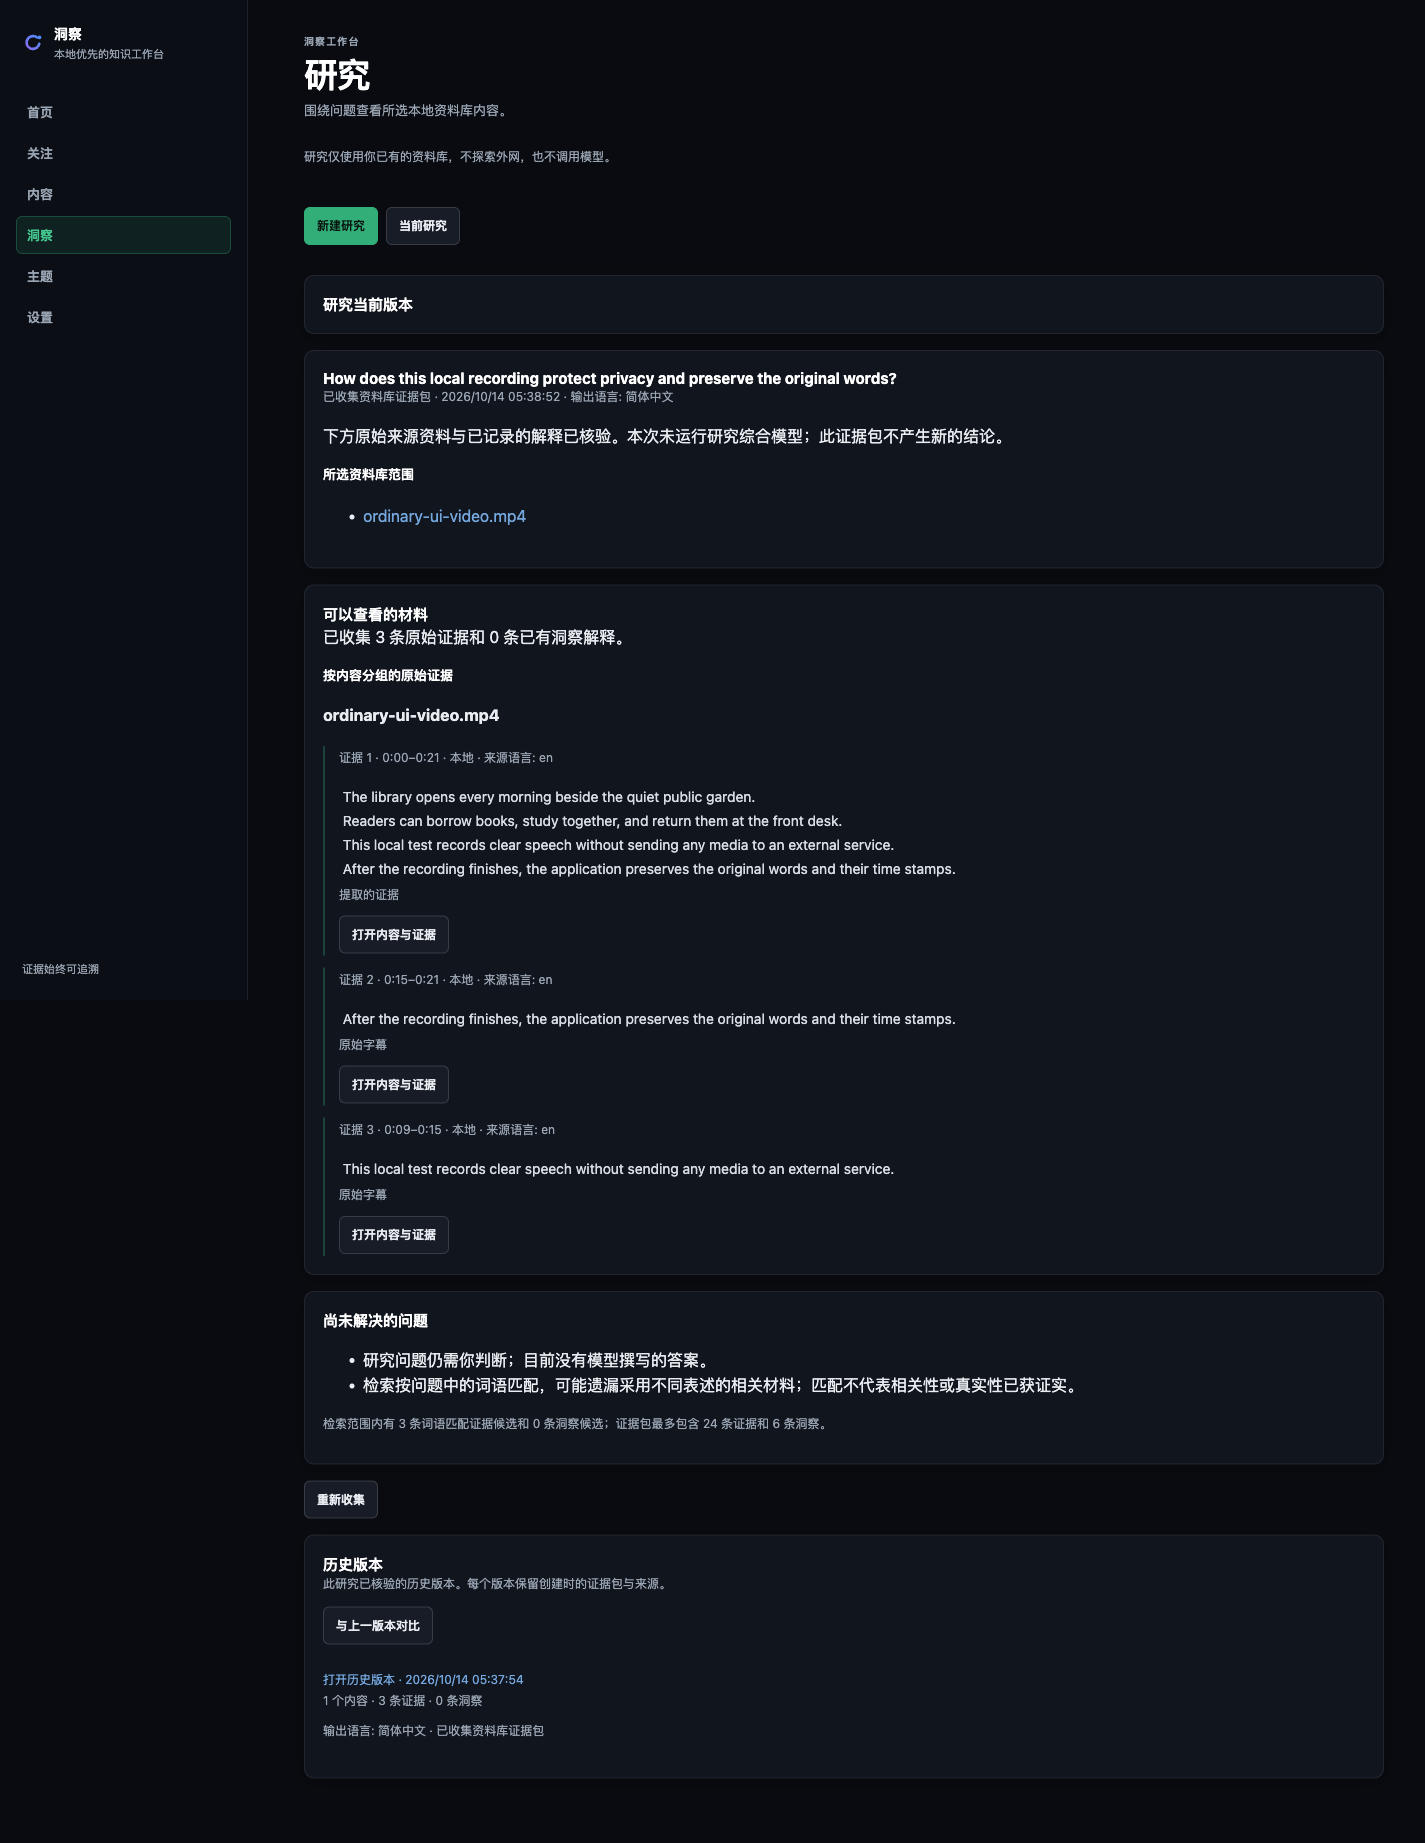 洞察
本地优先的知识工作台
首页
关注
内容
洞察
主题
设置
证据始终可追溯
洞察工作台
研究
围绕问题查看所选本地资料库内容。
研究仅使用你已有的资料库，不探索外网，也不调用模型。
新建研究
当前研究
研究当前版本
How does this local recording protect privacy and preserve the original words?
已收集资料库证据包 · 2026/10/14 05:38:52 · 输出语言: 简体中文
下方原始来源资料与已记录的解释已核验。本次未运行研究综合模型；此证据包不产生新的结论。
所选资料库范围
• ordinary-ui-video.mp4
可以查看的材料
已收集 3 条原始证据和 0 条已有洞察解释。
按内容分组的原始证据
ordinary-ui-video.mp4
证据 1 · 0:00–0:21 · 本地 · 来源语言: en
The library opens every morning beside the quiet public garden.
Readers can borrow books, study together, and return them at the front desk.
This local test records clear speech without sending any media to an external service.
After the recording finishes, the application preserves the original words and their time stamps.
提取的证据
打开内容与证据
证据 2 · 0:15–0:21 · 本地 · 来源语言: en
After the recording finishes, the application preserves the original words and their time stamps.
原始字幕
打开内容与证据
证据 3 · 0:09–0:15 · 本地 · 来源语言: en
This local test records clear speech without sending any media to an external service.
原始字幕
打开内容与证据
尚未解决的问题
• 研究问题仍需你判断；目前没有模型撰写的答案。
• 检索按问题中的词语匹配，可能遗漏采用不同表述的相关材料；匹配不代表相关性或真实性已获证实。
检索范围内有 3 条词语匹配证据候选和 0 条洞察候选；证据包最多包含 24 条证据和 6 条洞察。
重新收集
历史版本
此研究已核验的历史版本。每个版本保留创建时的证据包与来源。
与上一版本对比
打开历史版本 · 2026/10/14 05:37:54
1 个内容 · 3 条证据 · 0 条洞察
输出语言: 简体中文 · 已收集资料库证据包